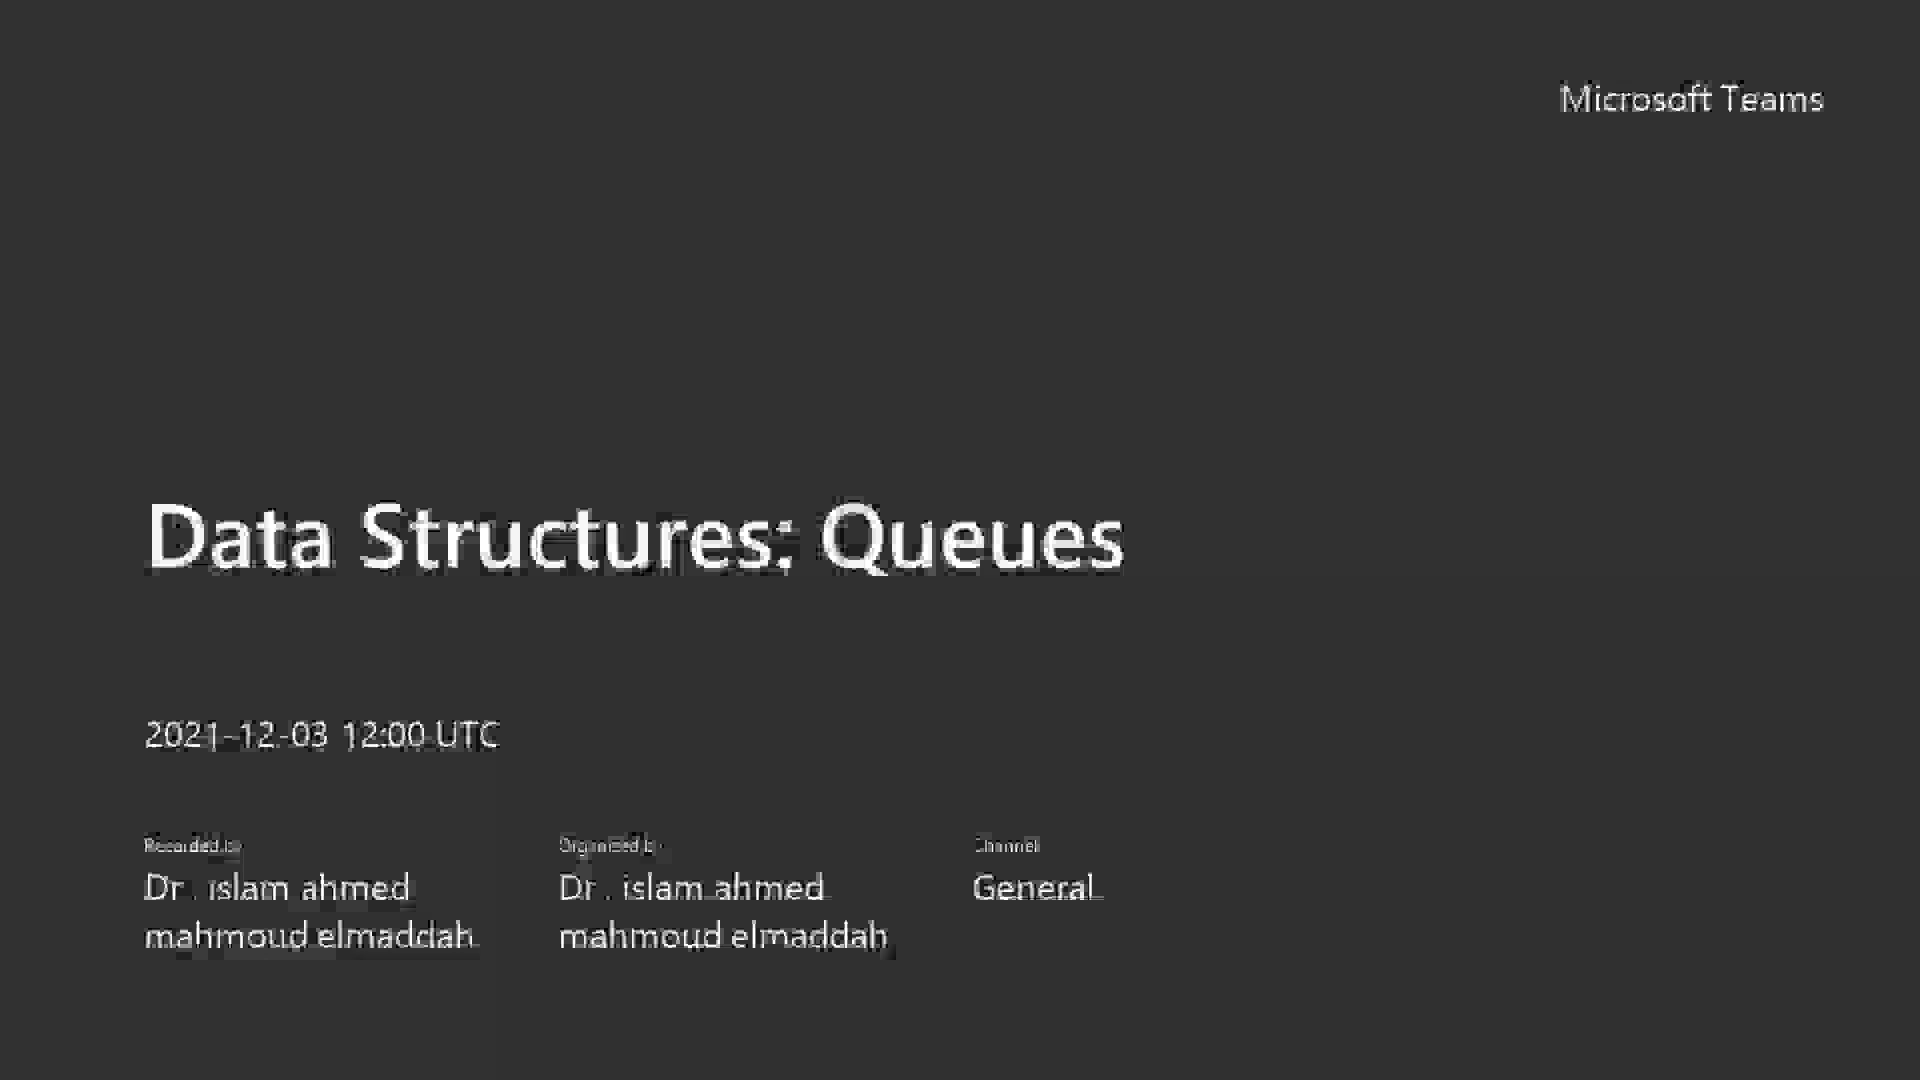 Microsoft Teams
Data Structures: Queues
2021-12-03 12:00 UTC
Recorded by
Organized by
Channel
Dr . islam ahmed
mahmoud elmaddah
Dr . islam ahmed
mahmoud elmaddah
General